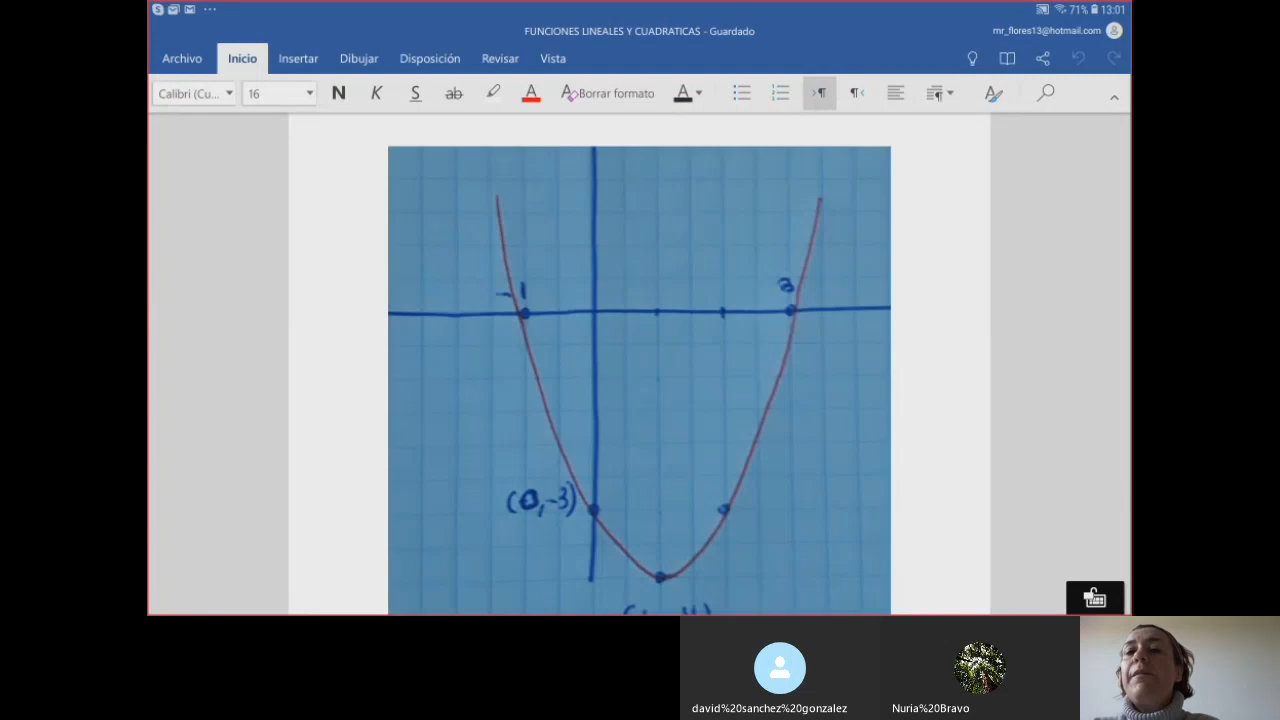 71% 13:01
FUNCIONES LINEALES Y CUADRATICAS - Guardado
mr_flores13@hotmail.com
Archivo Inicio Insertar Dibujar Disposición Revisar Vista
Calibri (Cu... 16 N K S ab A Borrar formato A
-1
3
(0,-3)
david%20sanchez%20gonzalez
Nuria%20Bravo